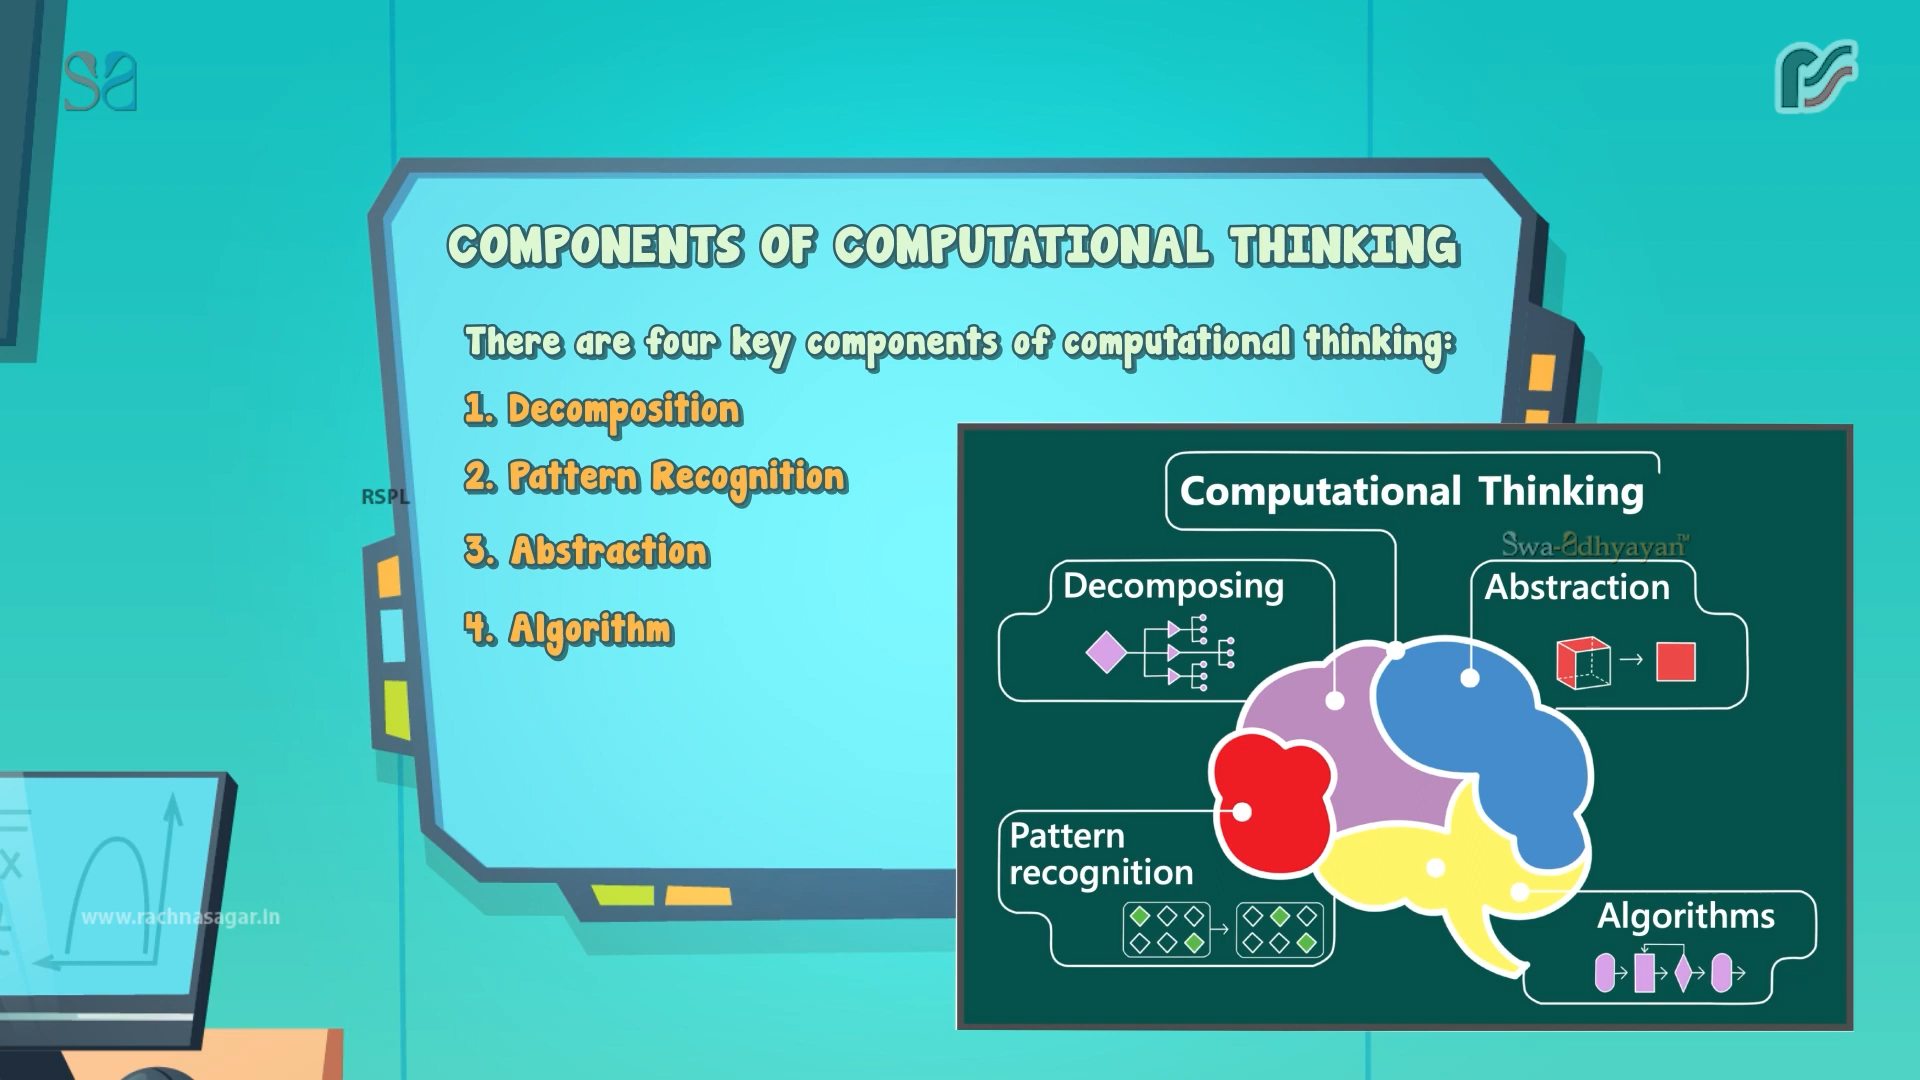 sa
COMPONENTS OF COMPUTATIONAL THINKING
There are four key components of computational thinking:
1. Decomposition
2. Pattern Recognition
RSPL
3. Abstraction
4. Algorithm
Computational Thinking
Swa-adhyayan™
Decomposing
Abstraction
Pattern
recognition
Algorithms
x
www.rachnasagar.in